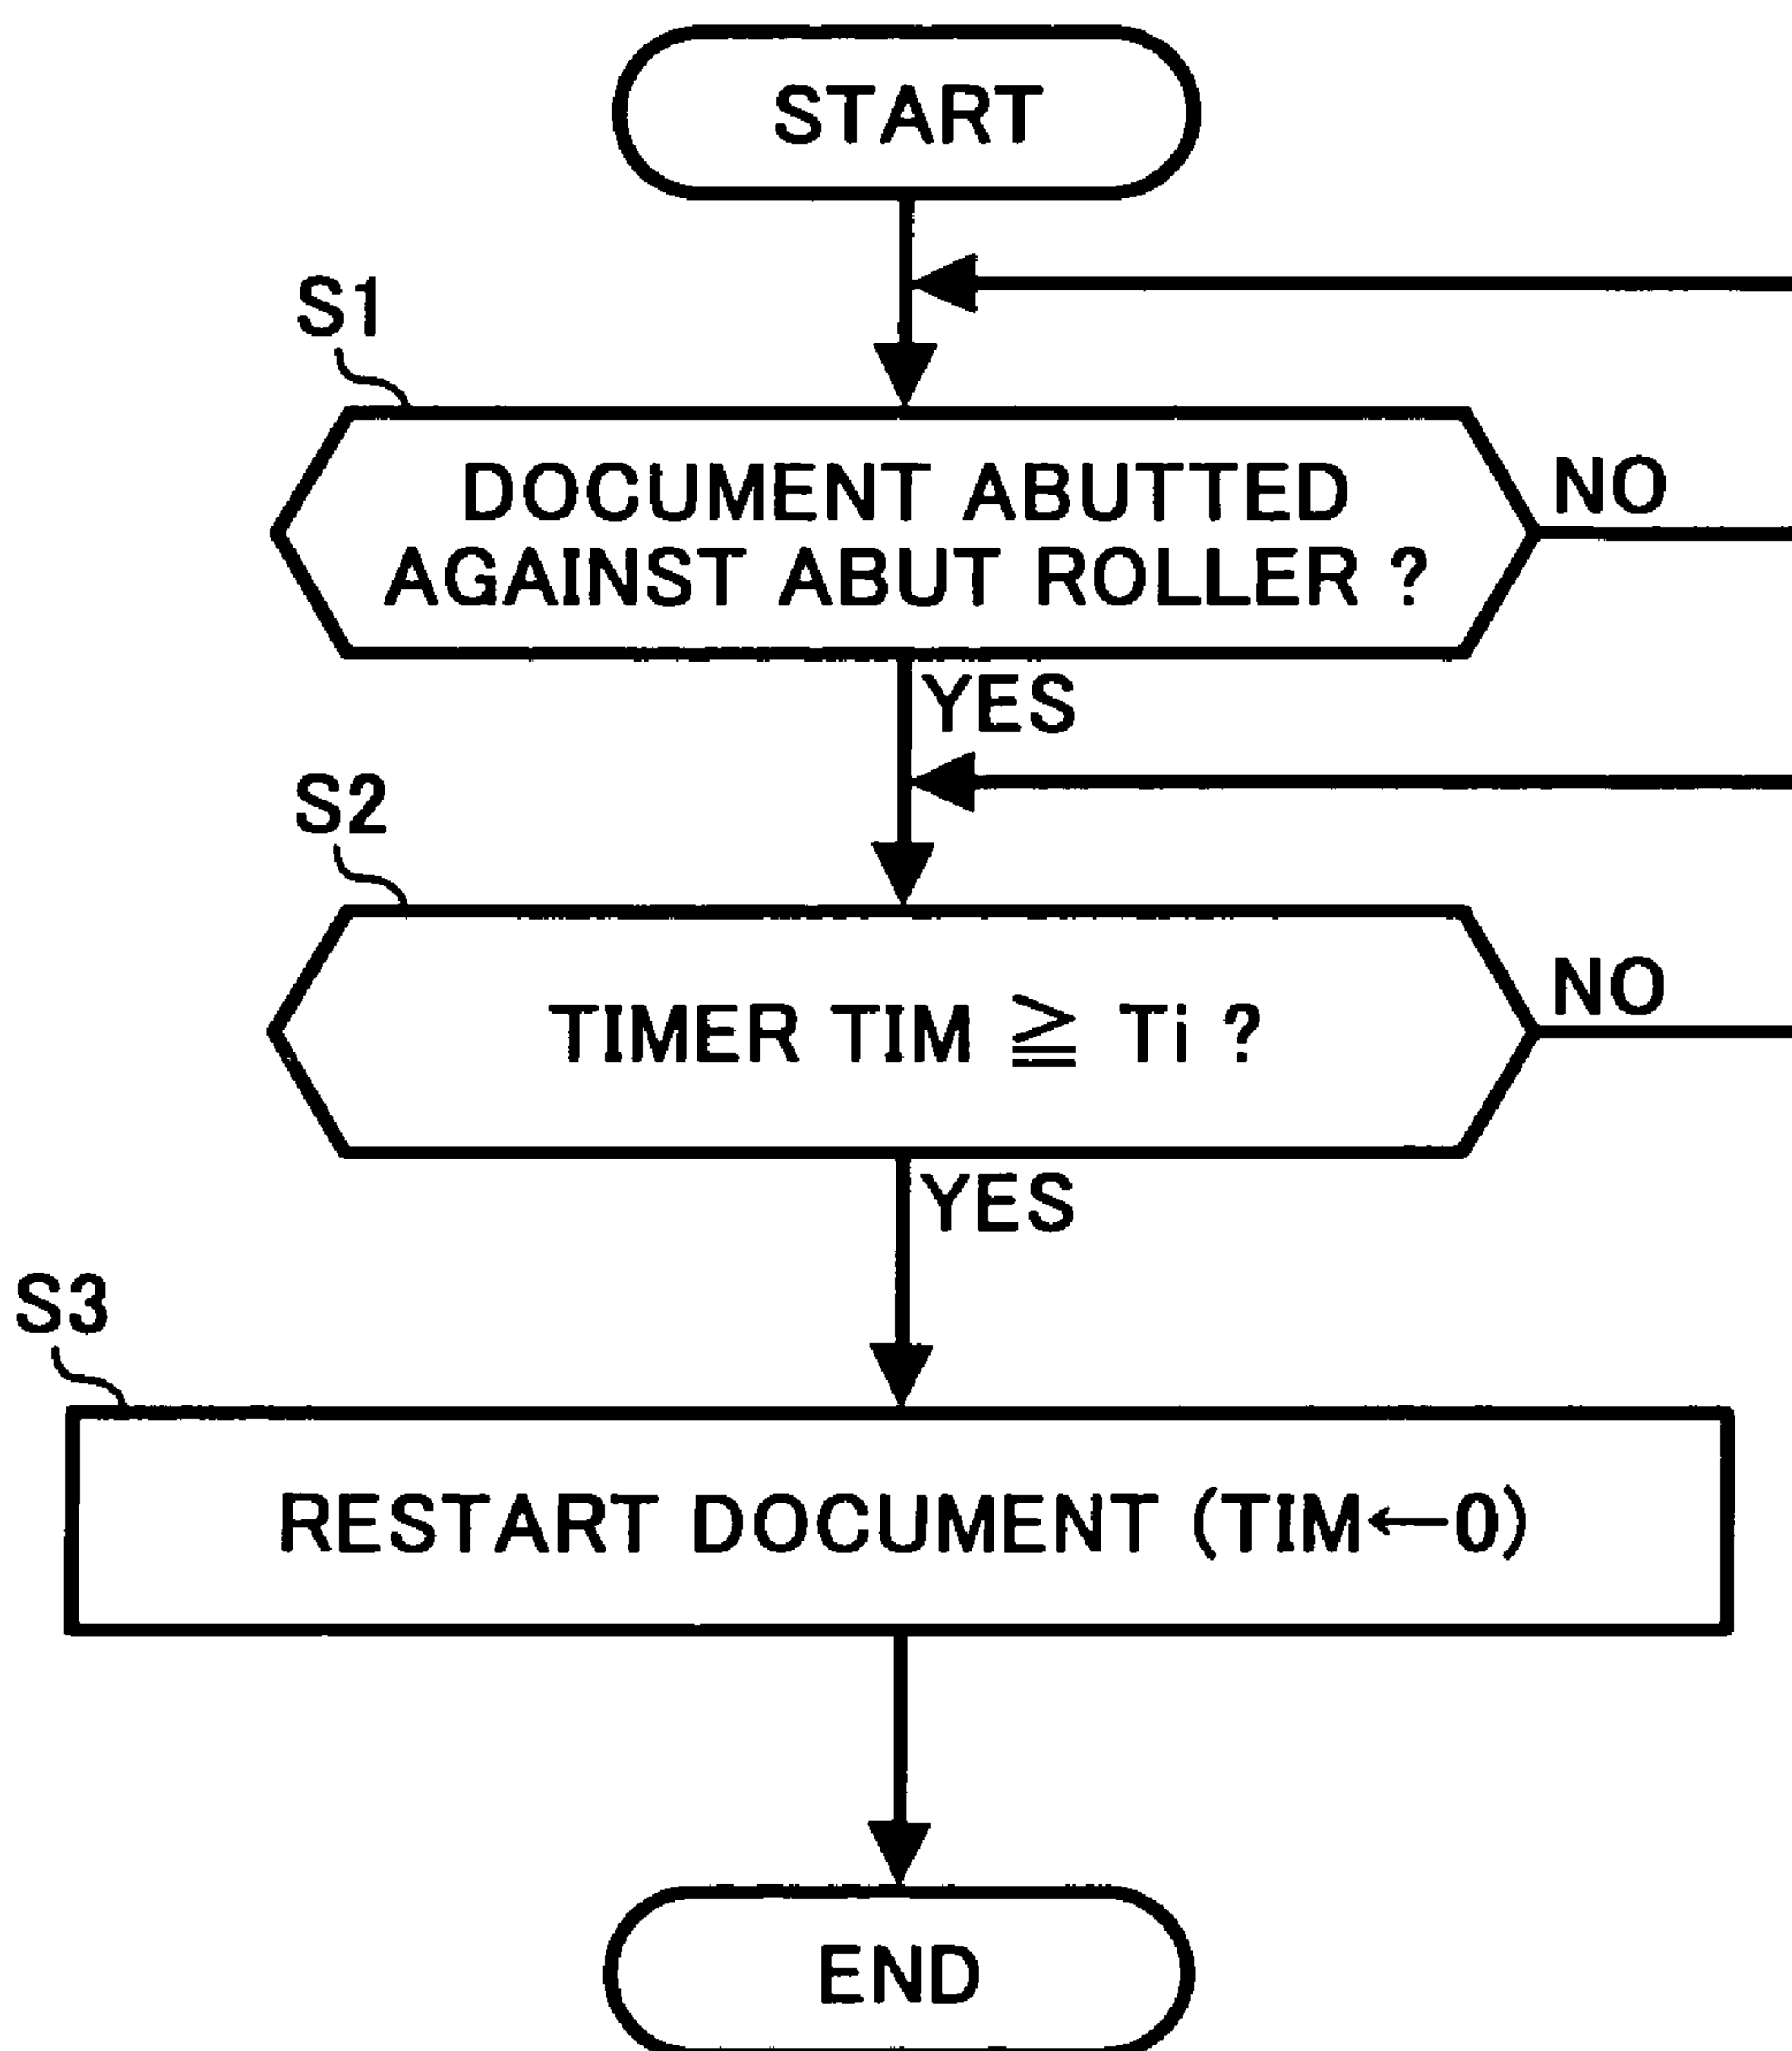 START
S1
DOCUMENT ABUTTED
AGAINST ABUT ROLLER ?
NO
YES
S2
TIMER TIM ≧ Ti ?
NO
YES
S3
RESTART DOCUMENT (TIM←0)
END